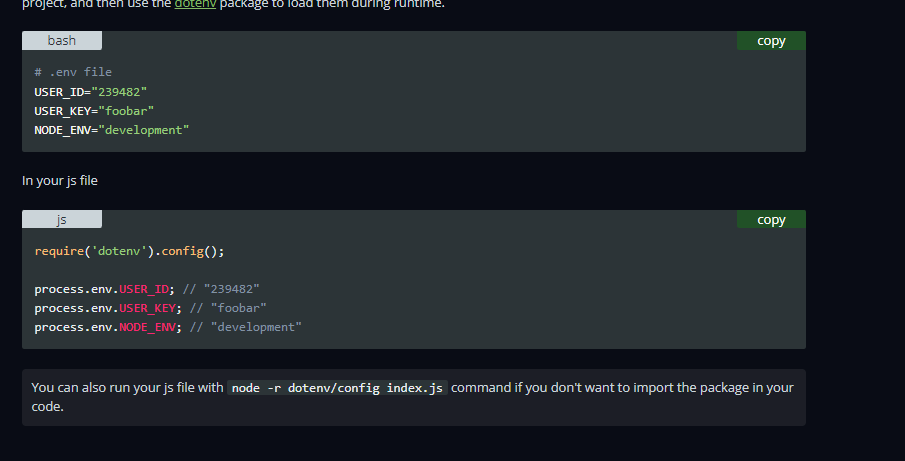 project, and then use the dotenv package to load them during runtime.
bash
copy
# .env file
USER_ID="239482"
USER_KEY="foobar"
NODE_ENV="development"
In your js file
js
copy
require('dotenv').config();
process.env.USER_ID; // "239482"
process.env.USER_KEY; // "foobar"
process.env.NODE_ENV; // "development"
You can also run your js file with node -r dotenv/config index.js command if you don't want to import the package in your
code.